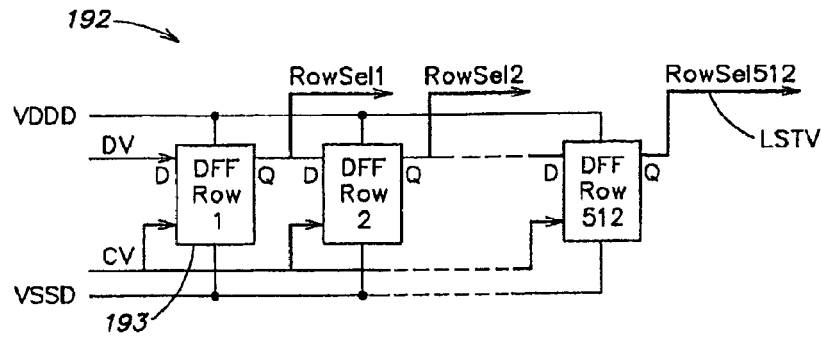 192
RowSel1
RowSel2
RowSel512
VDDD
LSTV
DV
D
DFF
Row
1
Q
D
DFF
Row
2
Q
D
DFF
Row
512
Q
CV
VSSD
193